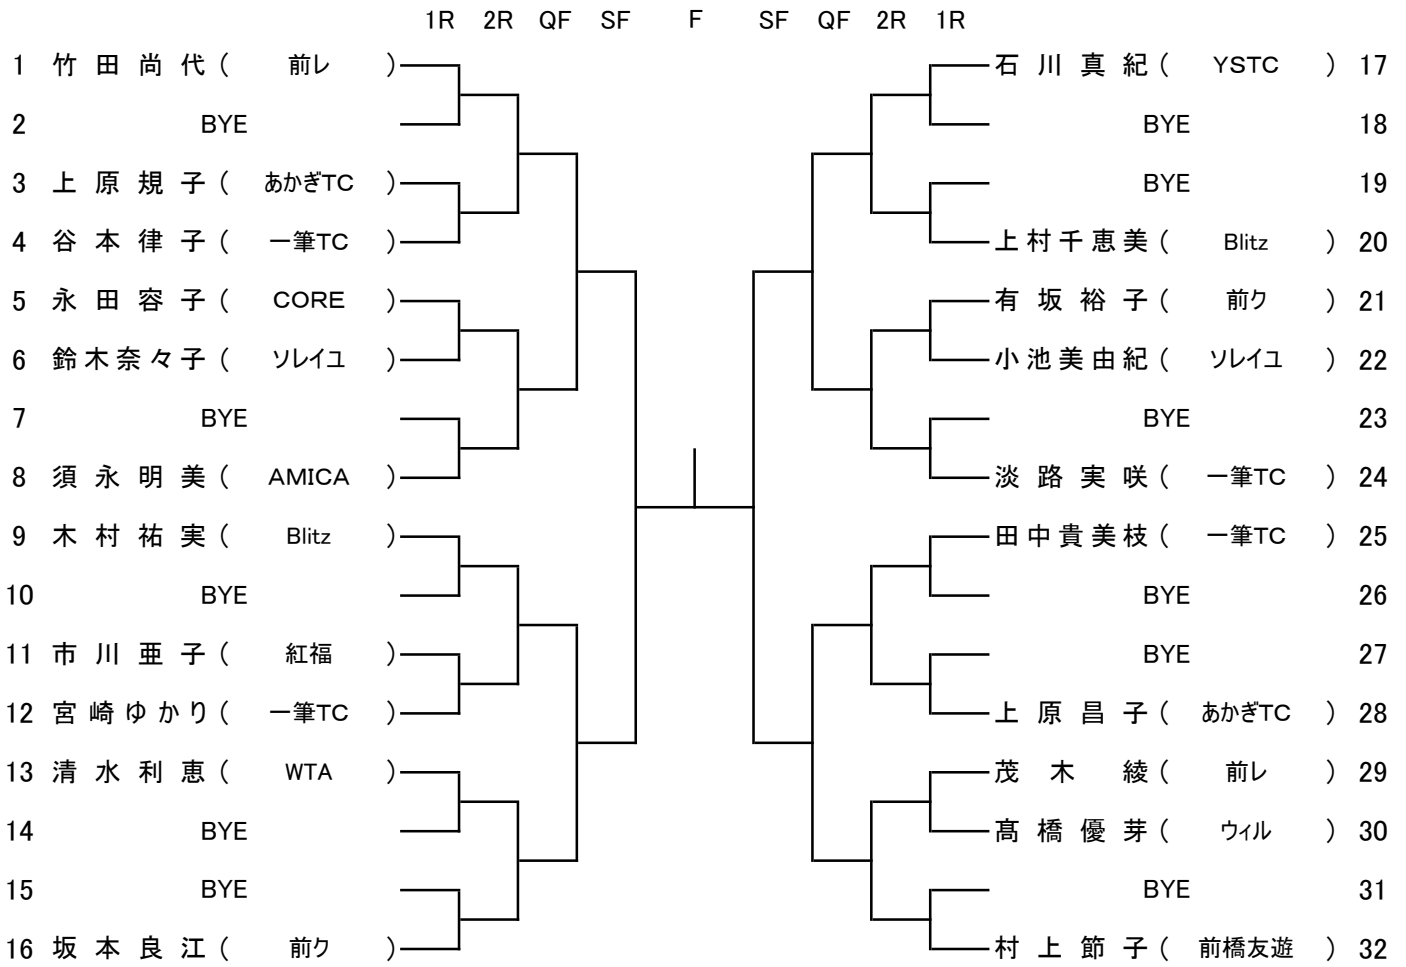 1R 2R QF SF F SF QF 2R 1R
1 竹田尚代 ( 前レ )
2 BYE
3 上原規子 ( あかぎTC )
4 谷本律子 ( 一筆TC )
5 永田容子 ( CORE )
6 鈴木奈々子 ( ソレイユ )
7 BYE
8 須永明美 ( AMICA )
9 木村祐実 ( Blitz )
10 BYE
11 市川亜子 ( 紅福 )
12 宮崎ゆかり ( 一筆TC )
13 清水利恵 ( WTA )
14 BYE
15 BYE
16 坂本良江 ( 前ク )
石川真紀 ( YSTC ) 17
BYE 18
BYE 19
上村千恵美 ( Blitz ) 20
有坂裕子 ( 前ク ) 21
小池美由紀 ( ソレイユ ) 22
BYE 23
淡路実咲 ( 一筆TC ) 24
田中貴美枝 ( 一筆TC ) 25
BYE 26
BYE 27
上原昌子 ( あかぎTC ) 28
茂木綾 ( 前レ ) 29
髙橋優芽 ( ウィル ) 30
BYE 31
村上節子 ( 前橋友遊 ) 32